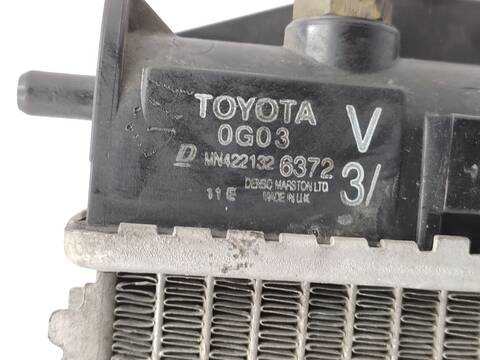 TOYOTA
0G03 V
D MN422132 6372 3/
11 E DENSO MARSTON LTD
MADE IN U.K